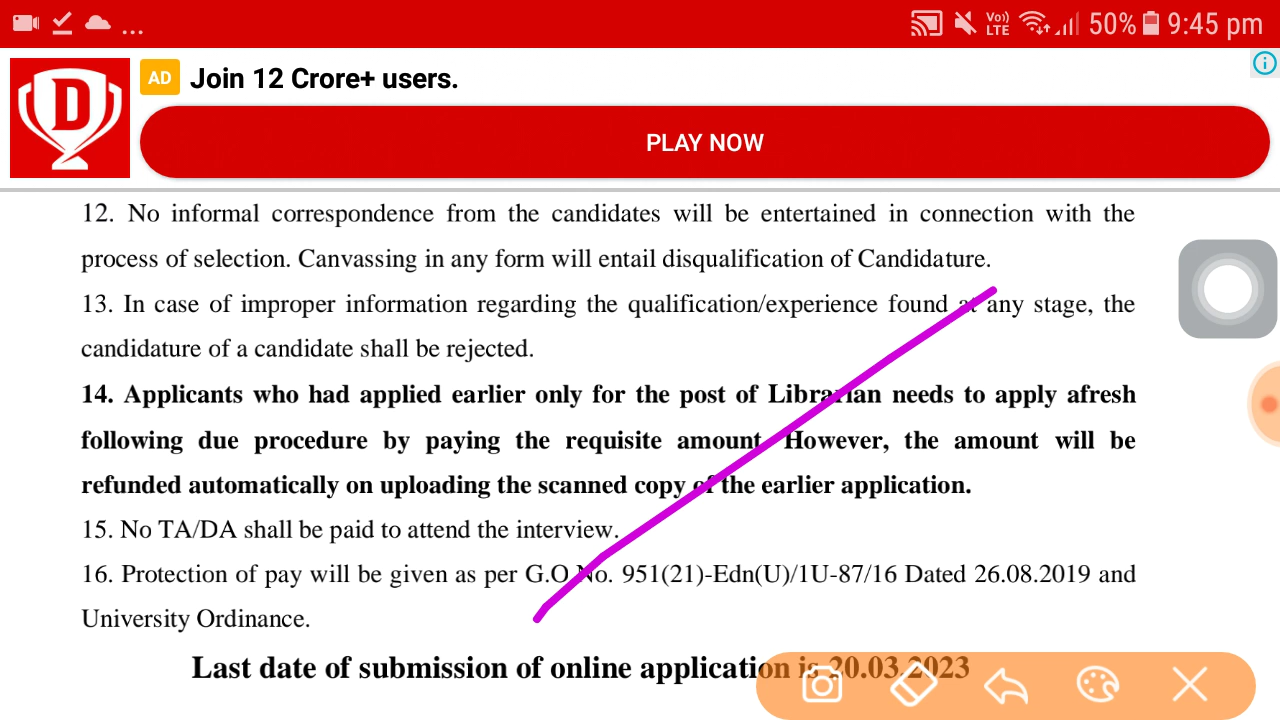 ... Vo)) LTE 50% 9:45 pm
D
AD Join 12 Crore+ users.
PLAY NOW
12. No informal correspondence from the candidates will be entertained in connection with the
process of selection. Canvassing in any form will entail disqualification of Candidature.
13. In case of improper information regarding the qualification/experience found at any stage, the
candidature of a candidate shall be rejected.
14. Applicants who had applied earlier only for the post of Librarian needs to apply afresh
following due procedure by paying the requisite amount. However, the amount will be
refunded automatically on uploading the scanned copy of the earlier application.
15. No TA/DA shall be paid to attend the interview.
16. Protection of pay will be given as per G.O No. 951(21)-Edn(U)/1U-87/16 Dated 26.08.2019 and
University Ordinance.
Last date of submission of online application is 20.03.2023